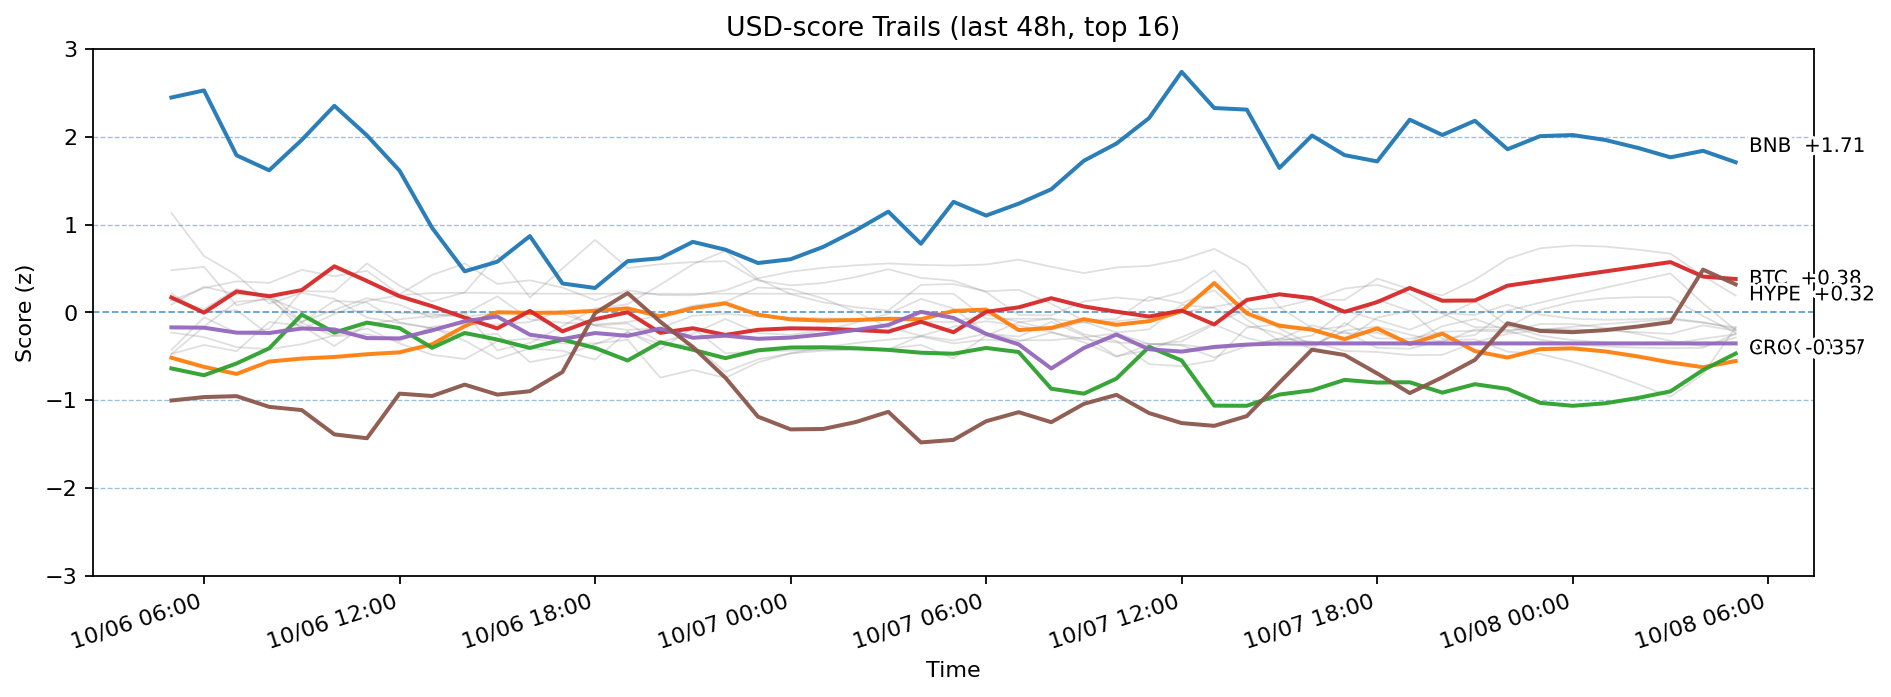 USD-score Trails (last 48h, top 16)
3
2
1
0
−1
−2
−3
Score (z)
BNB +1.71
BTC +0.38
HYPE +0.32
10/06 06:00
10/06 12:00
10/06 18:00
10/07 00:00
10/07 06:00
10/07 12:00
10/07 18:00
10/08 00:00
10/08 06:00
Time